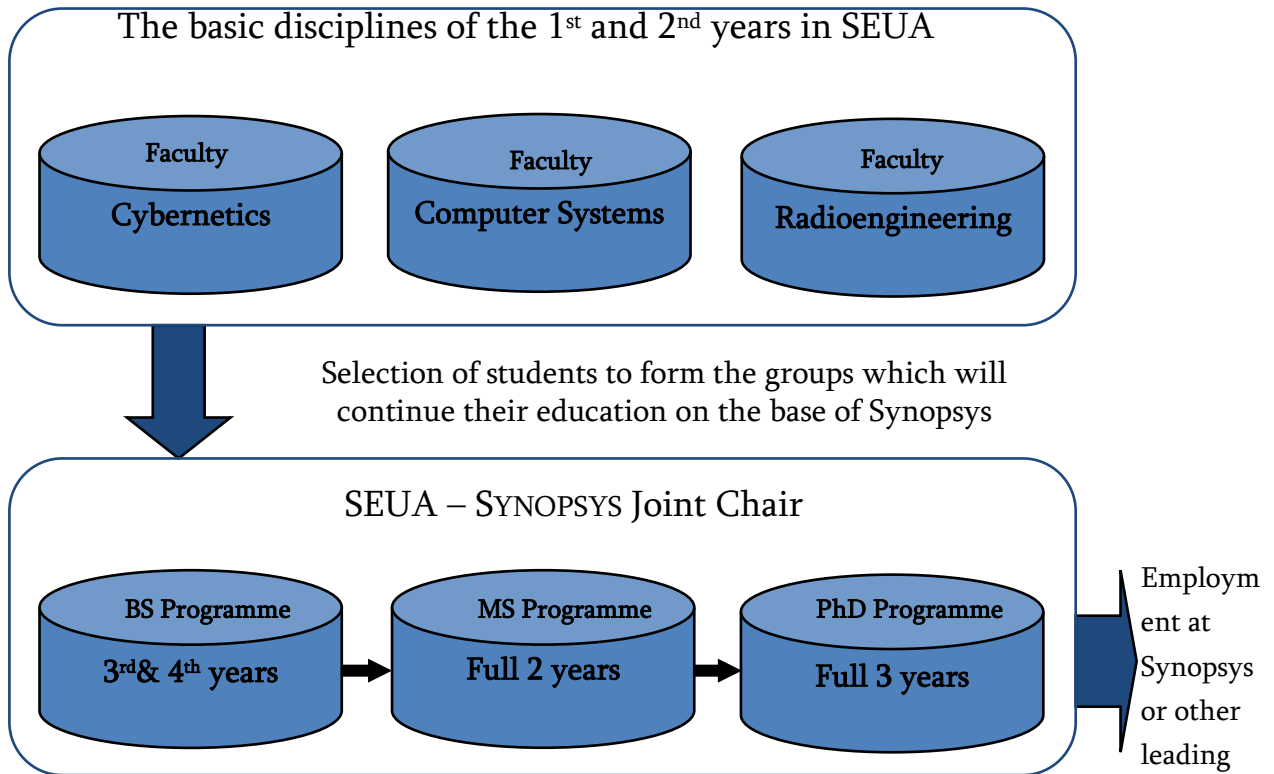 The basic disciplines of the 1st and 2nd years in SEUA
Faculty
Cybernetics
Faculty
Computer Systems
Faculty
Radioengineering
Selection of students to form the groups which will
continue their education on the base of Synopsys
SEUA – SYNOPSYS Joint Chair
BS Programme
3rd& 4th years
MS Programme
Full 2 years
PhD Programme
Full 3 years
Employm
ent at
Synopsys
or other
leading